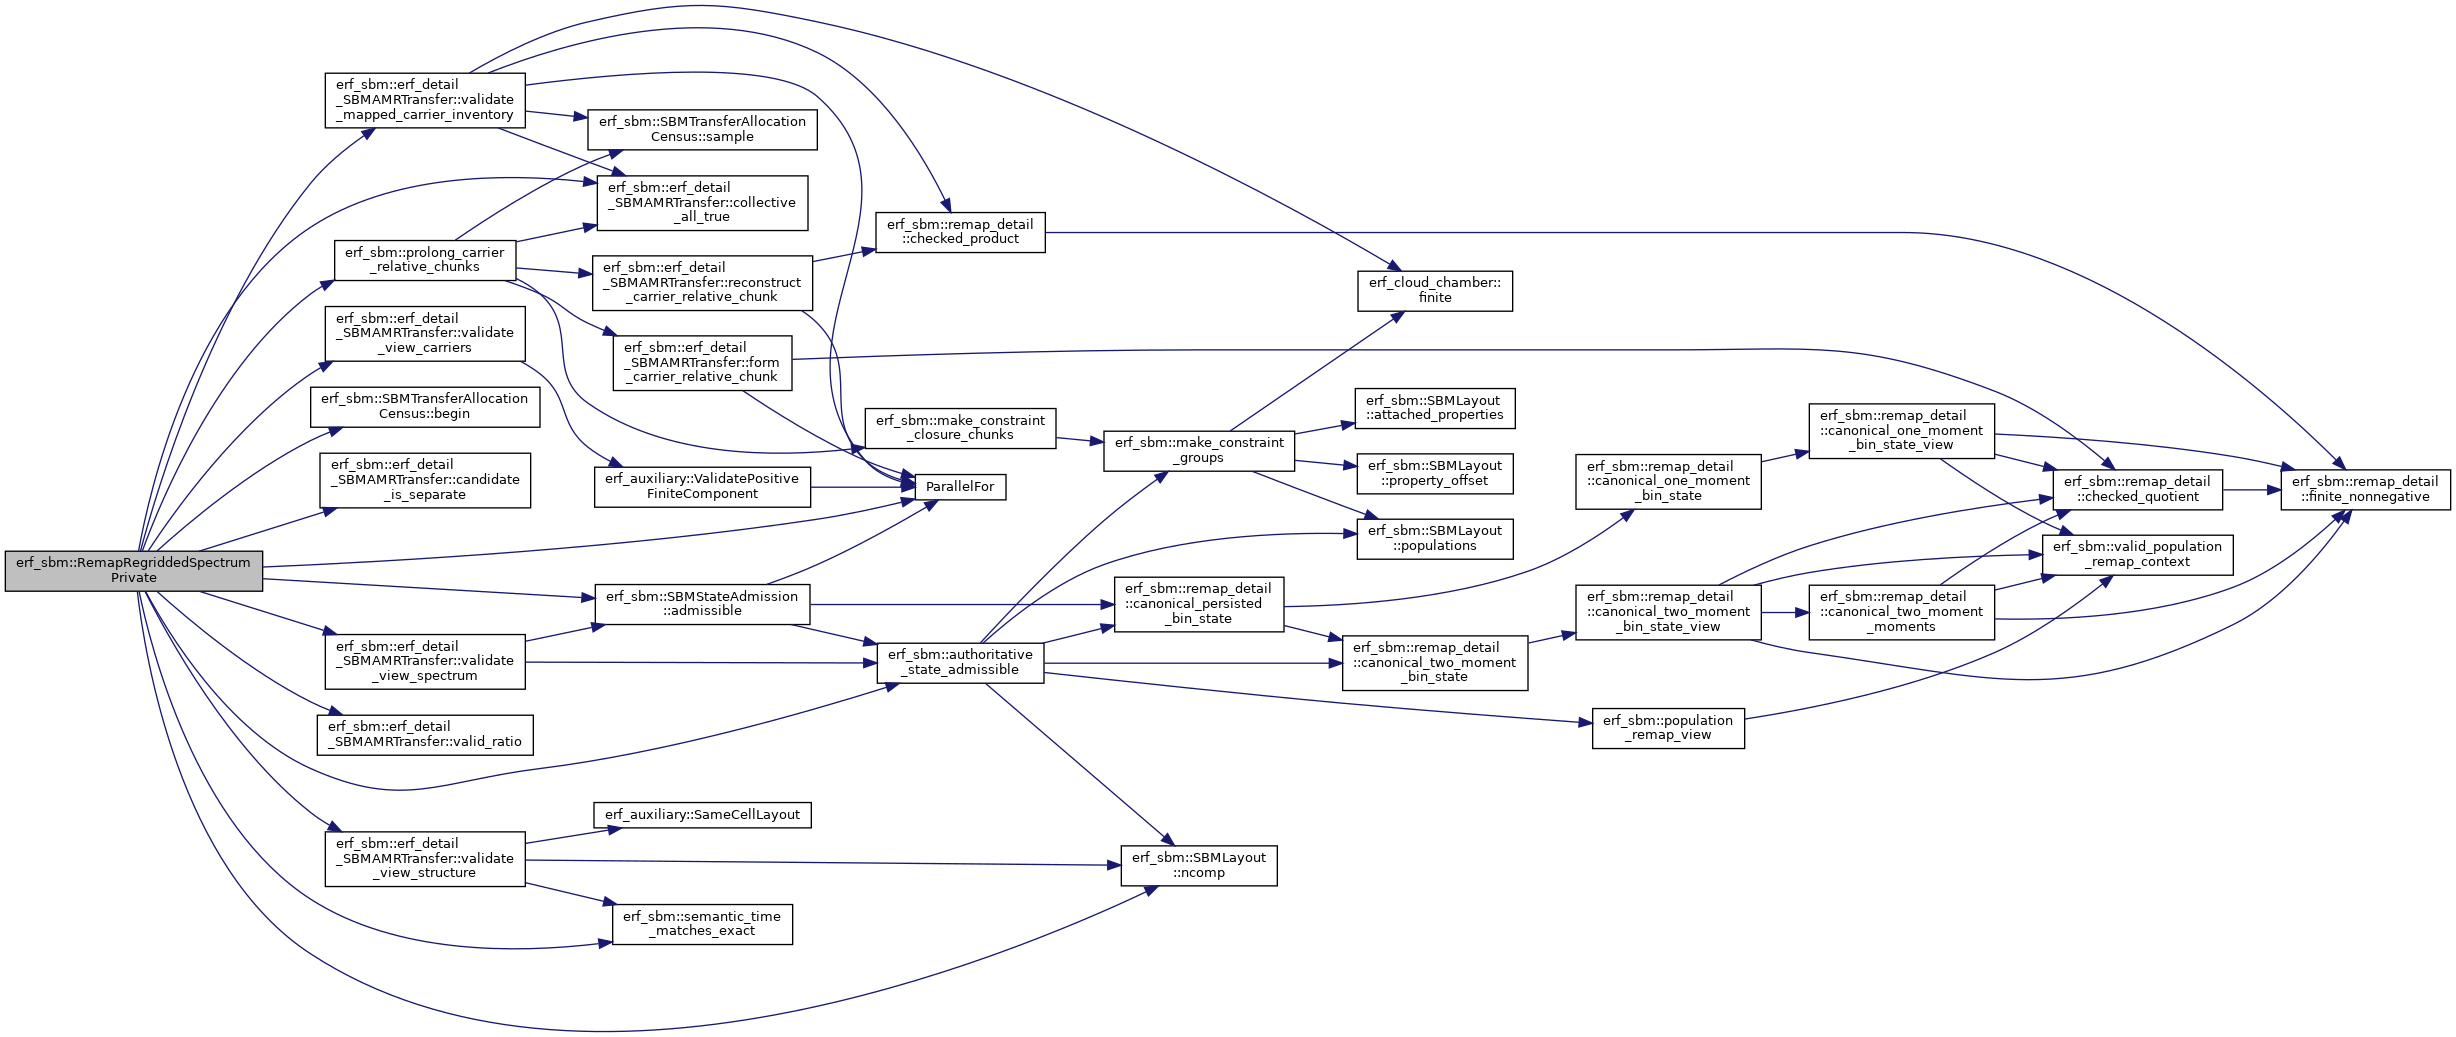 erf_sbm::RemapRegriddedSpectrum
Private
erf_sbm::erf_detail
_SBMAMRTransfer::validate
_mapped_carrier_inventory
erf_sbm::prolong_carrier
_relative_chunks
erf_sbm::erf_detail
_SBMAMRTransfer::validate
_view_carriers
erf_sbm::SBMTransferAllocation
Census::begin
erf_sbm::erf_detail
_SBMAMRTransfer::candidate
_is_separate
erf_sbm::erf_detail
_SBMAMRTransfer::validate
_view_spectrum
erf_sbm::erf_detail
_SBMAMRTransfer::valid_ratio
erf_sbm::erf_detail
_SBMAMRTransfer::validate
_view_structure
erf_sbm::SBMTransferAllocation
Census::sample
erf_sbm::erf_detail
_SBMAMRTransfer::collective
_all_true
erf_sbm::erf_detail
_SBMAMRTransfer::reconstruct
_carrier_relative_chunk
erf_sbm::erf_detail
_SBMAMRTransfer::form
_carrier_relative_chunk
erf_auxiliary::ValidatePositive
FiniteComponent
erf_sbm::SBMStateAdmission
::admissible
erf_auxiliary::SameCellLayout
erf_sbm::semantic_time
_matches_exact
erf_sbm::remap_detail
::checked_product
erf_sbm::make_constraint
_closure_chunks
ParallelFor
erf_sbm::authoritative
_state_admissible
erf_sbm::make_constraint
_groups
erf_sbm::remap_detail
::canonical_persisted
_bin_state
erf_sbm::SBMLayout
::ncomp
erf_cloud_chamber::
finite
erf_sbm::SBMLayout
::attached_properties
erf_sbm::SBMLayout
::property_offset
erf_sbm::SBMLayout
::populations
erf_sbm::remap_detail
::canonical_two_moment
_bin_state
erf_sbm::remap_detail
::canonical_one_moment
_bin_state
erf_sbm::remap_detail
::canonical_two_moment
_bin_state_view
erf_sbm::population
_remap_view
erf_sbm::remap_detail
::canonical_one_moment
_bin_state_view
erf_sbm::remap_detail
::canonical_two_moment
_moments
erf_sbm::remap_detail
::checked_quotient
erf_sbm::valid_population
_remap_context
erf_sbm::remap_detail
::finite_nonnegative